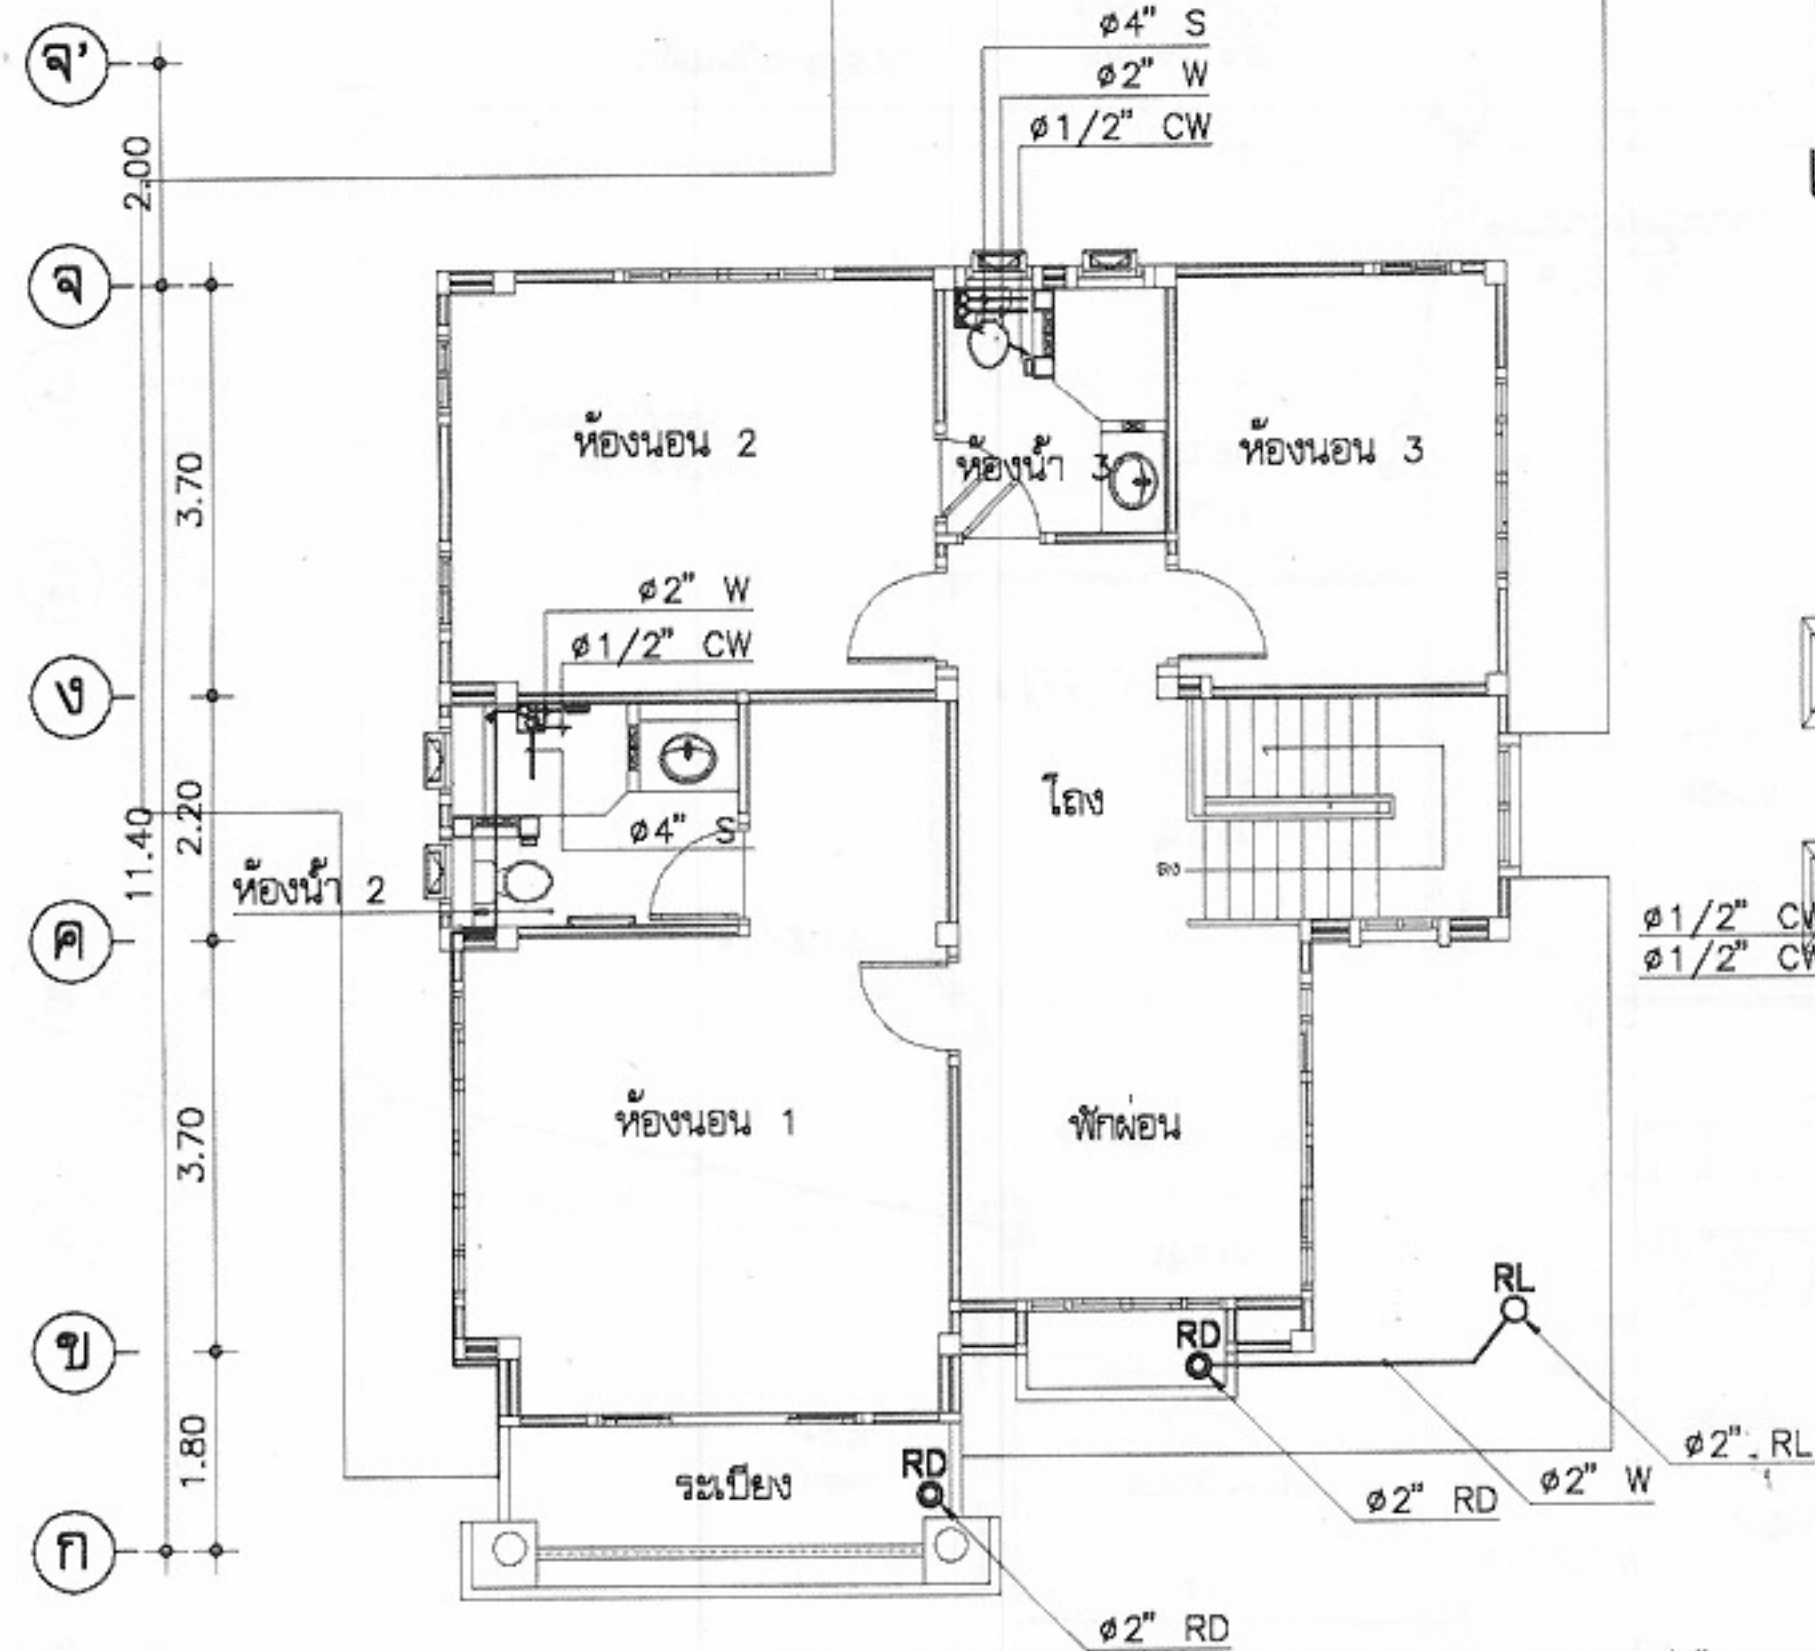 ø4" S
จ'
ø2" W
ø1/2" CW
2.00
จ
ห้องนอน 2
ห้องน้ำ 3
ห้องนอน 3
3.70
ø2" W
ø1/2" CW
ง
โถง
2.20
11.40
ø4" S
ลง
ห้องน้ำ 2
ค
ø1/2" CW
ø1/2" CW
ห้องนอน 1
พักผ่อน
3.70
RL
RD
ข
1.80
ระเบียง
RD
ø2" RL
ø2" W
ø2" RD
ก
ø2" RD